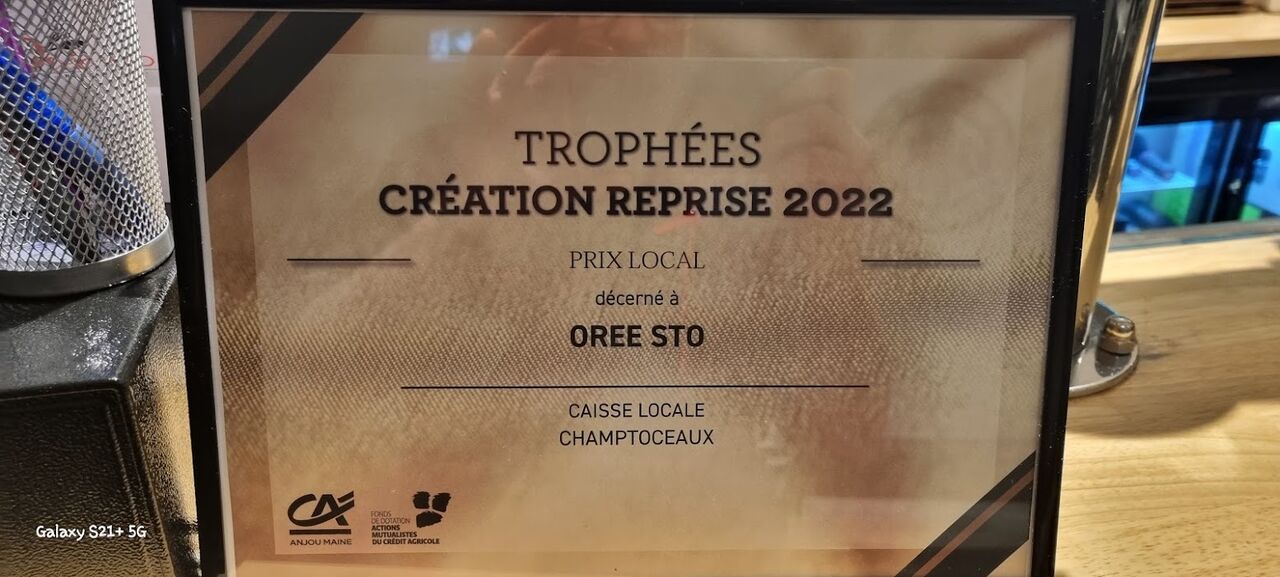 TROPHÉES
CRÉATION REPRISE 2022
PRIX LOCAL
décerné à
OREE STO
CAISSE LOCALE
CHAMPTOCEAUX
CA
ANJOU MAINE
FONDS
DE DOTATION
ACTIONS
MUTUALISTES
DU CRÉDIT AGRICOLE
Galaxy S21+ 5G